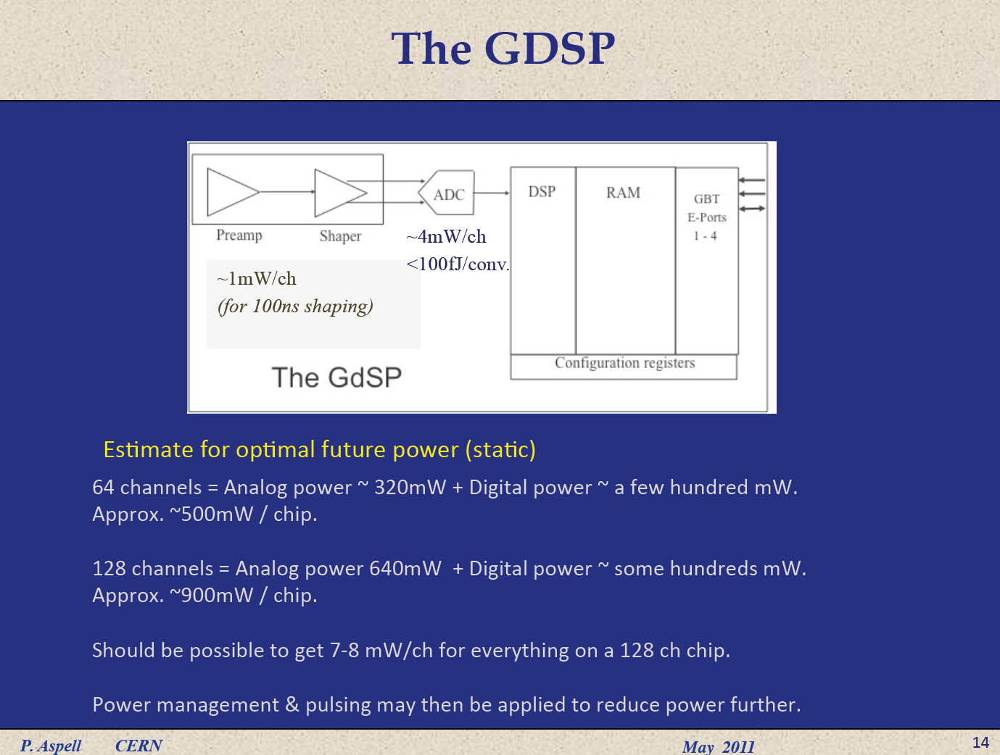 The GDSP
ADC
DSP
RAM
GBT
E-Ports
1 - 4
Preamp
Shaper
~4mW/ch
<100fJ/conv.
~1mW/ch
(for 100ns shaping)
Configuration registers
The GdSP
Estimate for optimal future power (static)
64 channels = Analog power ~ 320mW + Digital power ~ a few hundred mW.
Approx. ~500mW / chip.
128 channels = Analog power 640mW + Digital power ~ some hundreds mW.
Approx. ~900mW / chip.
Should be possible to get 7-8 mW/ch for everything on a 128 ch chip.
Power management & pulsing may then be applied to reduce power further.
P. Aspell CERN May 2011 14